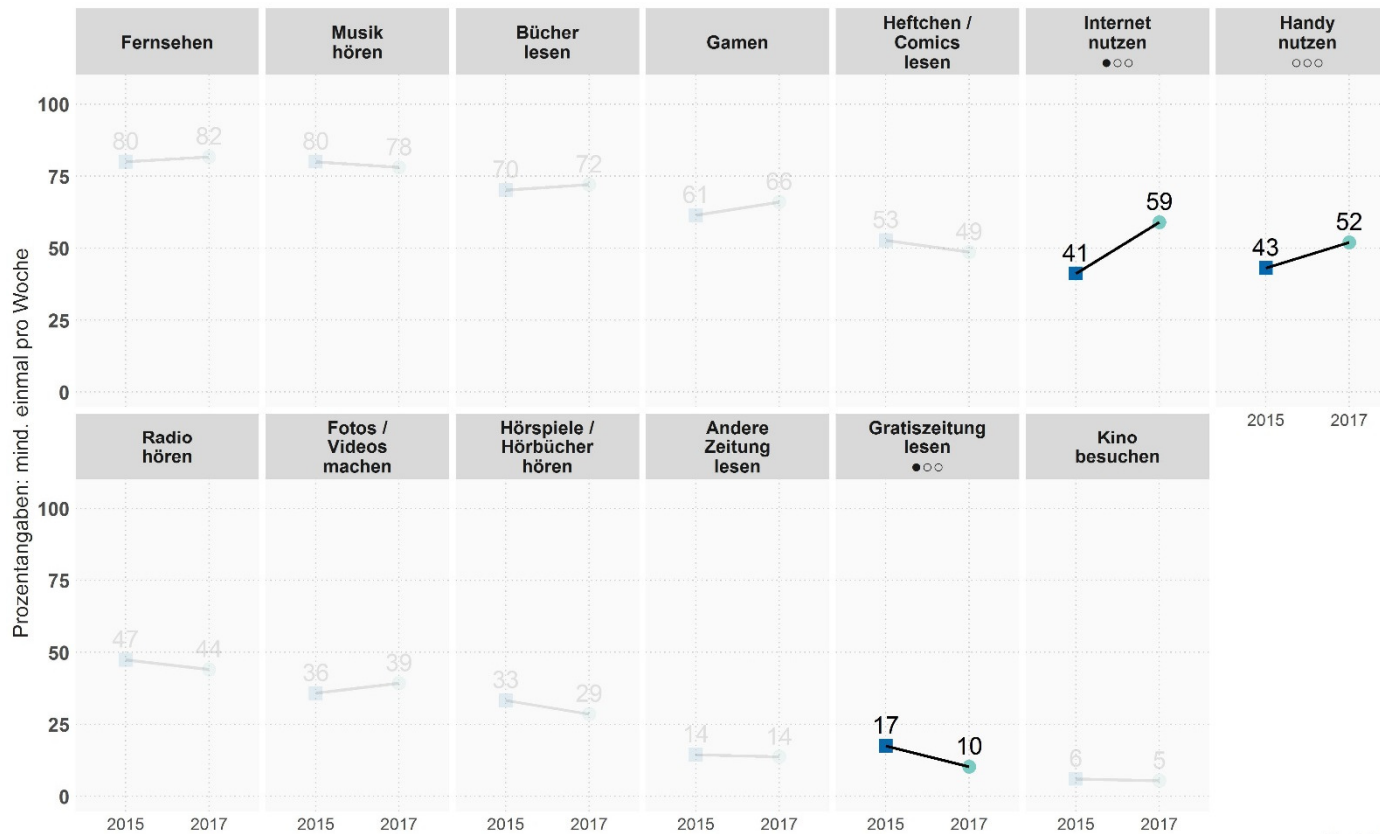 Fernsehen
Musik
hören
Bücher
lesen
Gamen
Heftchen /
Comics
lesen
Internet
nutzen
●○○
Handy
nutzen
○○○
Prozentangaben: mind. einmal pro Woche
100
75
50
25
0
80 82
80 78
70 72
61 66
53 49
41 59
43 52
2015 2017
Radio
hören
Fotos /
Videos
machen
Hörspiele /
Hörbücher
hören
Andere
Zeitung
lesen
Gratiszeitung
lesen
●○○
Kino
besuchen
100
75
50
25
0
47 44
36 39
33 29
14 14
17 10
6 5
2015 2017
2015 2017
2015 2017
2015 2017
2015 2017
2015 2017